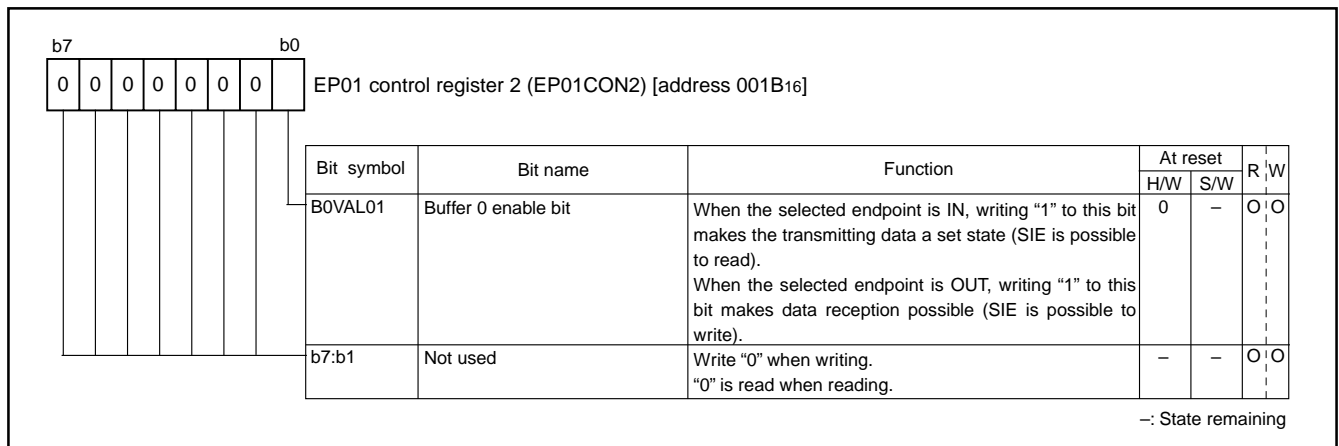 b7 b0
0 0 0 0 0 0 0 EP01 control register 2 (EP01CON2) [address 001B16]
Bit symbol Bit name Function At reset R W
H/W S/W
B0VAL01 Buffer 0 enable bit When the selected endpoint is IN, writing “1” to this bit 0 – O O
makes the transmitting data a set state (SIE is possible
to read).
When the selected endpoint is OUT, writing “1” to this
bit makes data reception possible (SIE is possible to
write).
b7:b1 Not used Write “0” when writing. – – O O
“0” is read when reading.
–: State remaining